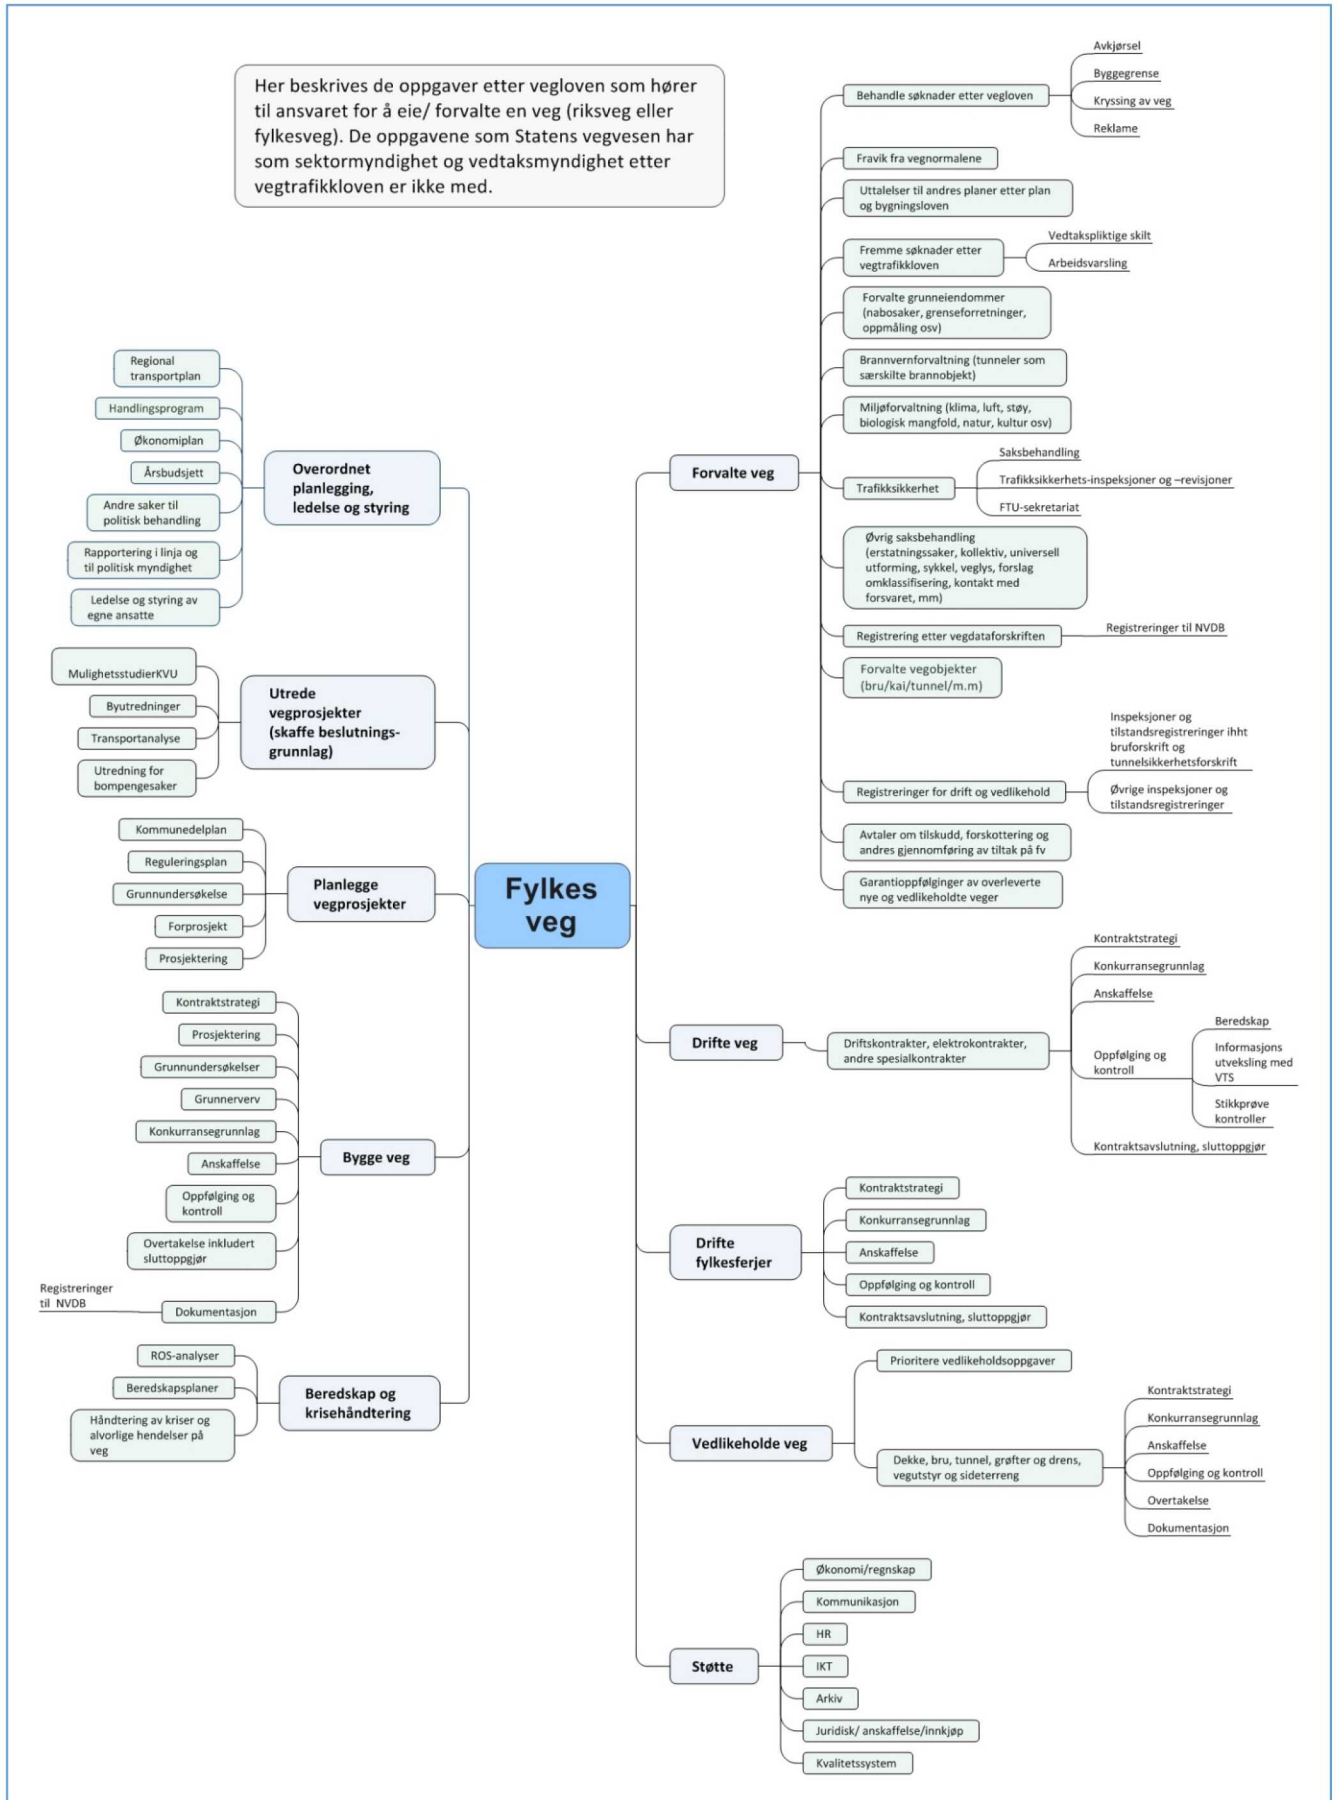 Her beskrives de oppgaver etter vegloven som hører
til ansvaret for å eie/ forvalte en veg (riksveg eller
fylkesveg). De oppgavene som Statens vegvesen har
som sektormyndighet og vedtaksmyndighet etter
vegtrafikkloven er ikke med.
Fylkes
veg
Overordnet
planlegging,
ledelse og styring
Regional
transportplan
Handlingsprogram
Økonomiplan
Årsbudsjett
Andre saker til
politisk behandling
Rapportering i linja og
til politisk myndighet
Ledelse og styring av
egne ansatte
Utrede
vegprosjekter
(skaffe beslutnings-
grunnlag)
MulighetsstudierKVU
Byutredninger
Transportanalyse
Utredning for
bompengesaker
Planlegge
vegprosjekter
Kommunedelplan
Reguleringsplan
Grunnundersøkelse
Forprosjekt
Prosjektering
Bygge veg
Kontraktstrategi
Prosjektering
Grunnundersøkelser
Grunnerverv
Konkurransegrunnlag
Anskaffelse
Oppfølging og
kontroll
Overtakelse inkludert
sluttoppgjør
Dokumentasjon
Registreringer
til NVDB
Beredskap og
krisehåndtering
ROS-analyser
Beredskapsplaner
Håndtering av kriser og
alvorlige hendelser på
veg
Forvalte veg
Behandle søknader etter vegloven
Avkjørsel
Byggegrense
Kryssing av veg
Reklame
Fravik fra vegnormalene
Uttalelser til andres planer etter plan
og bygningsloven
Fremme søknader etter
vegtrafikkloven
Vedtakspliktige skilt
Arbeidsvarsling
Forvalte grunneiendommer
(nabosaker, grenseforretninger,
oppmåling osv)
Brannvernforvaltning (tunneler som
særskilte brannobjekt)
Miljøforvaltning (klima, luft, støy,
biologisk mangfold, natur, kultur osv)
Trafikksikkerhet
Saksbehandling
Trafikksikkerhets-inspeksjoner og –revisjoner
FTU-sekretariat
Øvrig saksbehandling
(erstatningssaker, kollektiv, universell
utforming, sykkel, veglys, forslag
omklassifisering, kontakt med
forsvaret, mm)
Registrering etter vegdataforskriften
Registreringer til NVDB
Forvalte vegobjekter
(bru/kai/tunnel/m.m)
Registreringer for drift og vedlikehold
Inspeksjoner og
tilstandsregistreringer ihht
bruforskrift og
tunnelsikkerhetsforskrift
Øvrige inspeksjoner og
tilstandsregistreringer
Avtaler om tilskudd, forskottering og
andres gjennomføring av tiltak på fv
Garantioppfølginger av overleverte
nye og vedlikeholdte veger
Drifte veg
Driftskontrakter, elektrokontrakter,
andre spesialkontrakter
Kontraktstrategi
Konkurransegrunnlag
Anskaffelse
Oppfølging og
kontroll
Beredskap
Informasjons
utveksling med
VTS
Stikkprøve
kontroller
Kontraktsavslutning, sluttoppgjør
Drifte
fylkesferjer
Kontraktstrategi
Konkurransegrunnlag
Anskaffelse
Oppfølging og kontroll
Kontraktsavslutning, sluttoppgjør
Vedlikeholde veg
Prioritere vedlikeholdsoppgaver
Dekke, bru, tunnel, grøfter og drens,
vegutstyr og sideterreng
Kontraktstrategi
Konkurransegrunnlag
Anskaffelse
Oppfølging og kontroll
Overtakelse
Dokumentasjon
Støtte
Økonomi/regnskap
Kommunikasjon
HR
IKT
Arkiv
Juridisk/ anskaffelse/innkjøp
Kvalitetssystem